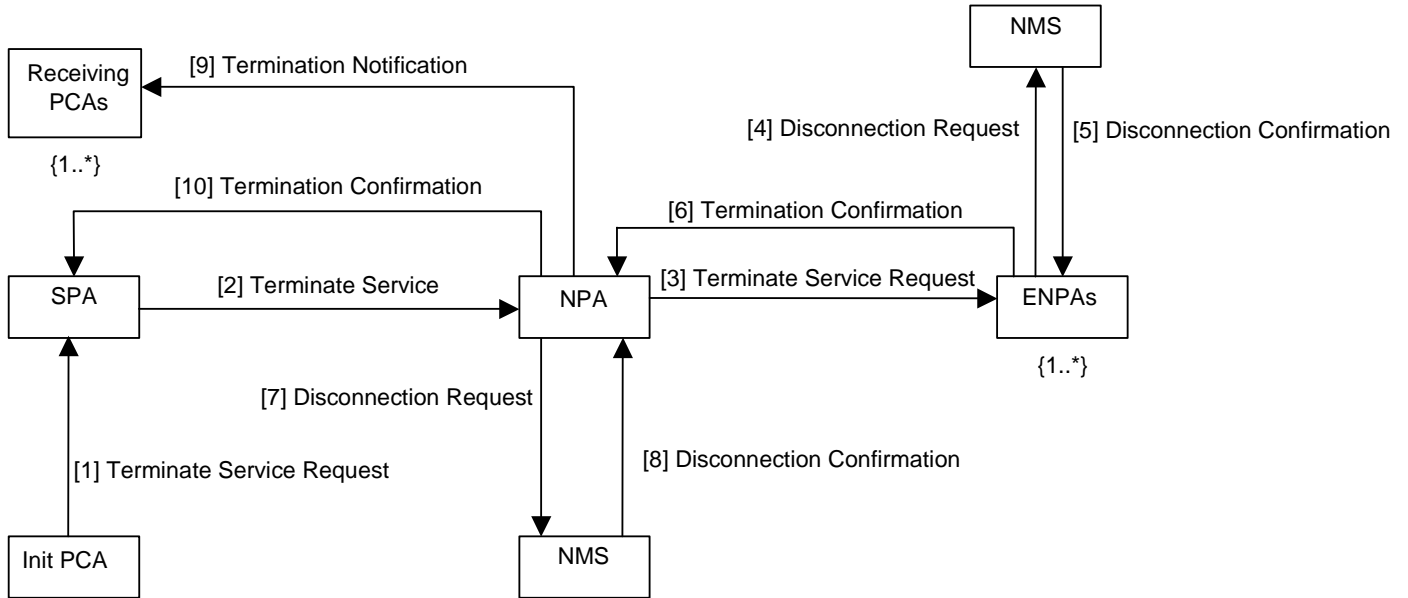 NMS
[9] Termination Notification
Receiving
PCAs
[4] Disconnection Request
[5] Disconnection Confirmation
{1..*}
[10] Termination Confirmation
[6] Termination Confirmation
SPA
[2] Terminate Service
NPA
[3] Terminate Service Request
ENPAs
{1..*}
[7] Disconnection Request
[1] Terminate Service Request
[8] Disconnection Confirmation
Init PCA
NMS